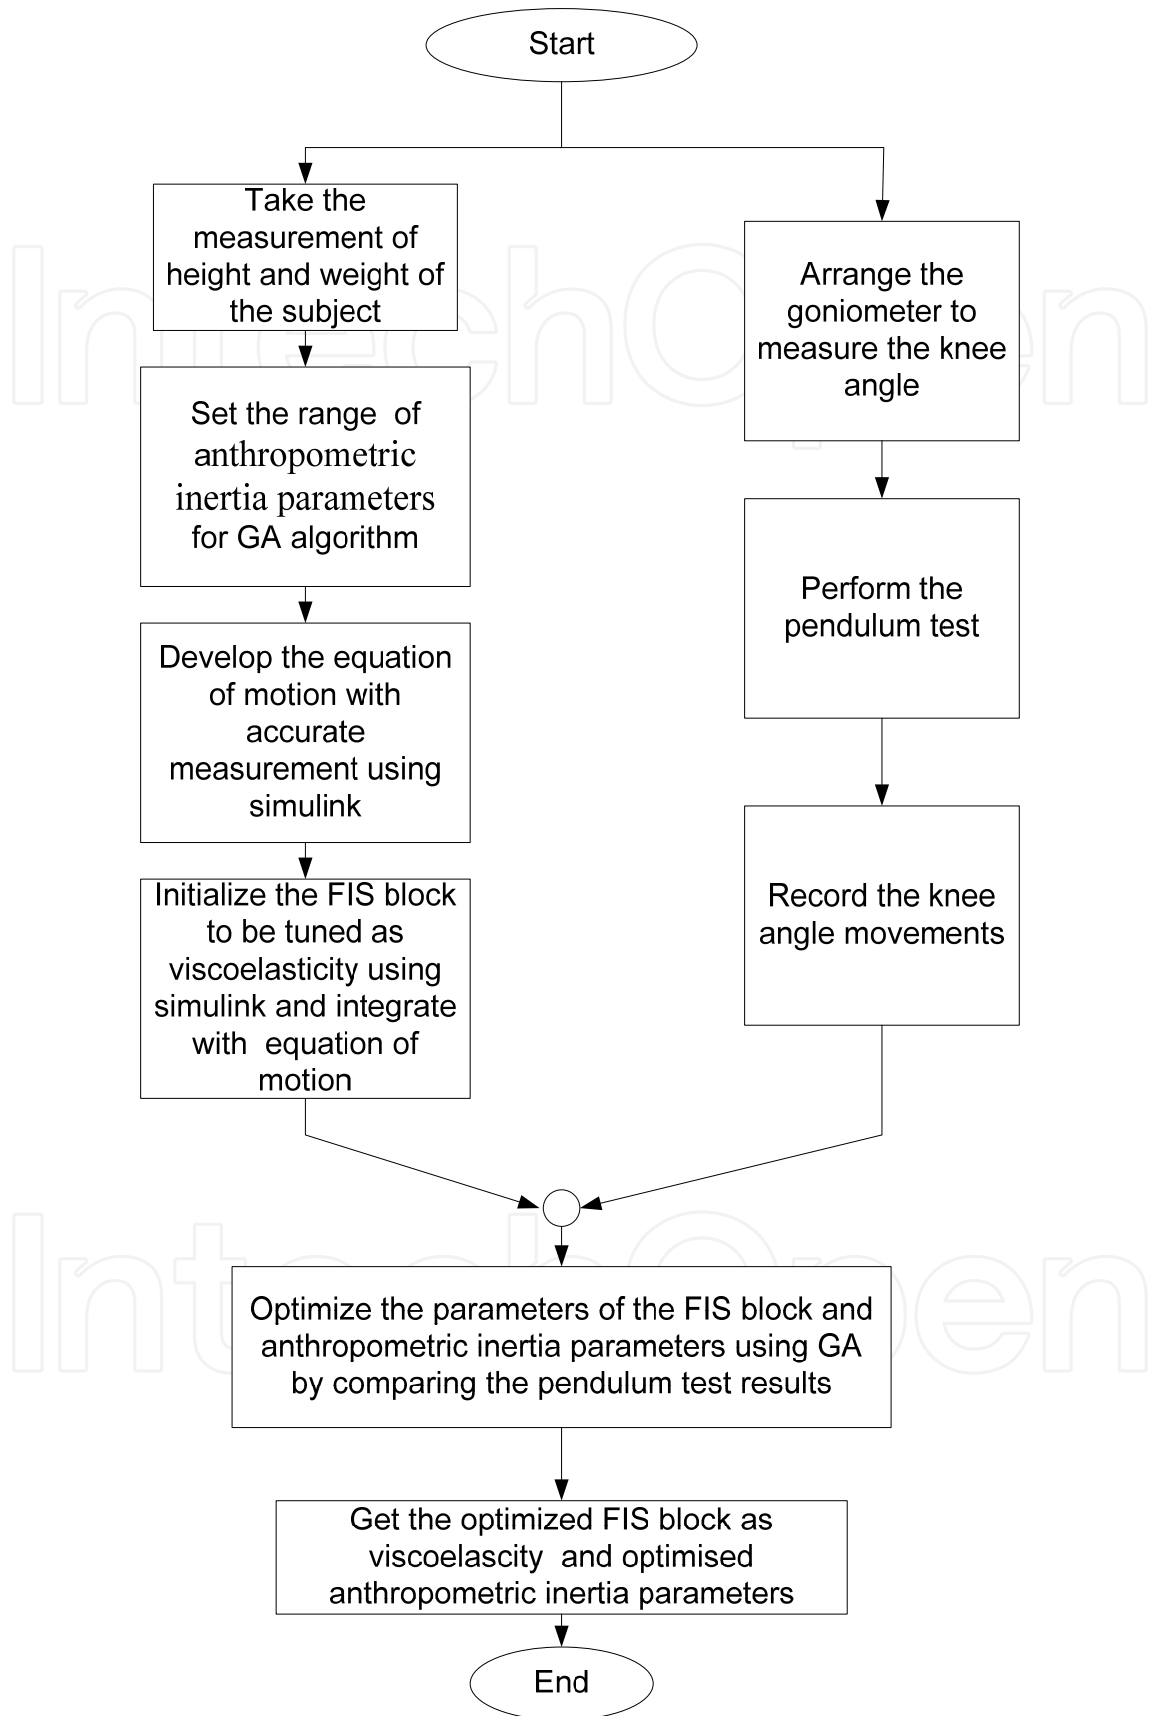 Start
Take the
measurement of
height and weight of
the subject
Set the range of
anthropometric
inertia parameters
for GA algorithm
Develop the equation
of motion with
accurate
measurement using
simulink
Initialize the FIS block
to be tuned as
viscoelasticity using
simulink and integrate
with equation of
motion
Arrange the
goniometer to
measure the knee
angle
Perform the
pendulum test
Record the knee
angle movements
Optimize the parameters of the FIS block and
anthropometric inertia parameters using GA
by comparing the pendulum test results
Get the optimized FIS block as
viscoelascity and optimised
anthropometric inertia parameters
End
IntechOpen
IntechOpen